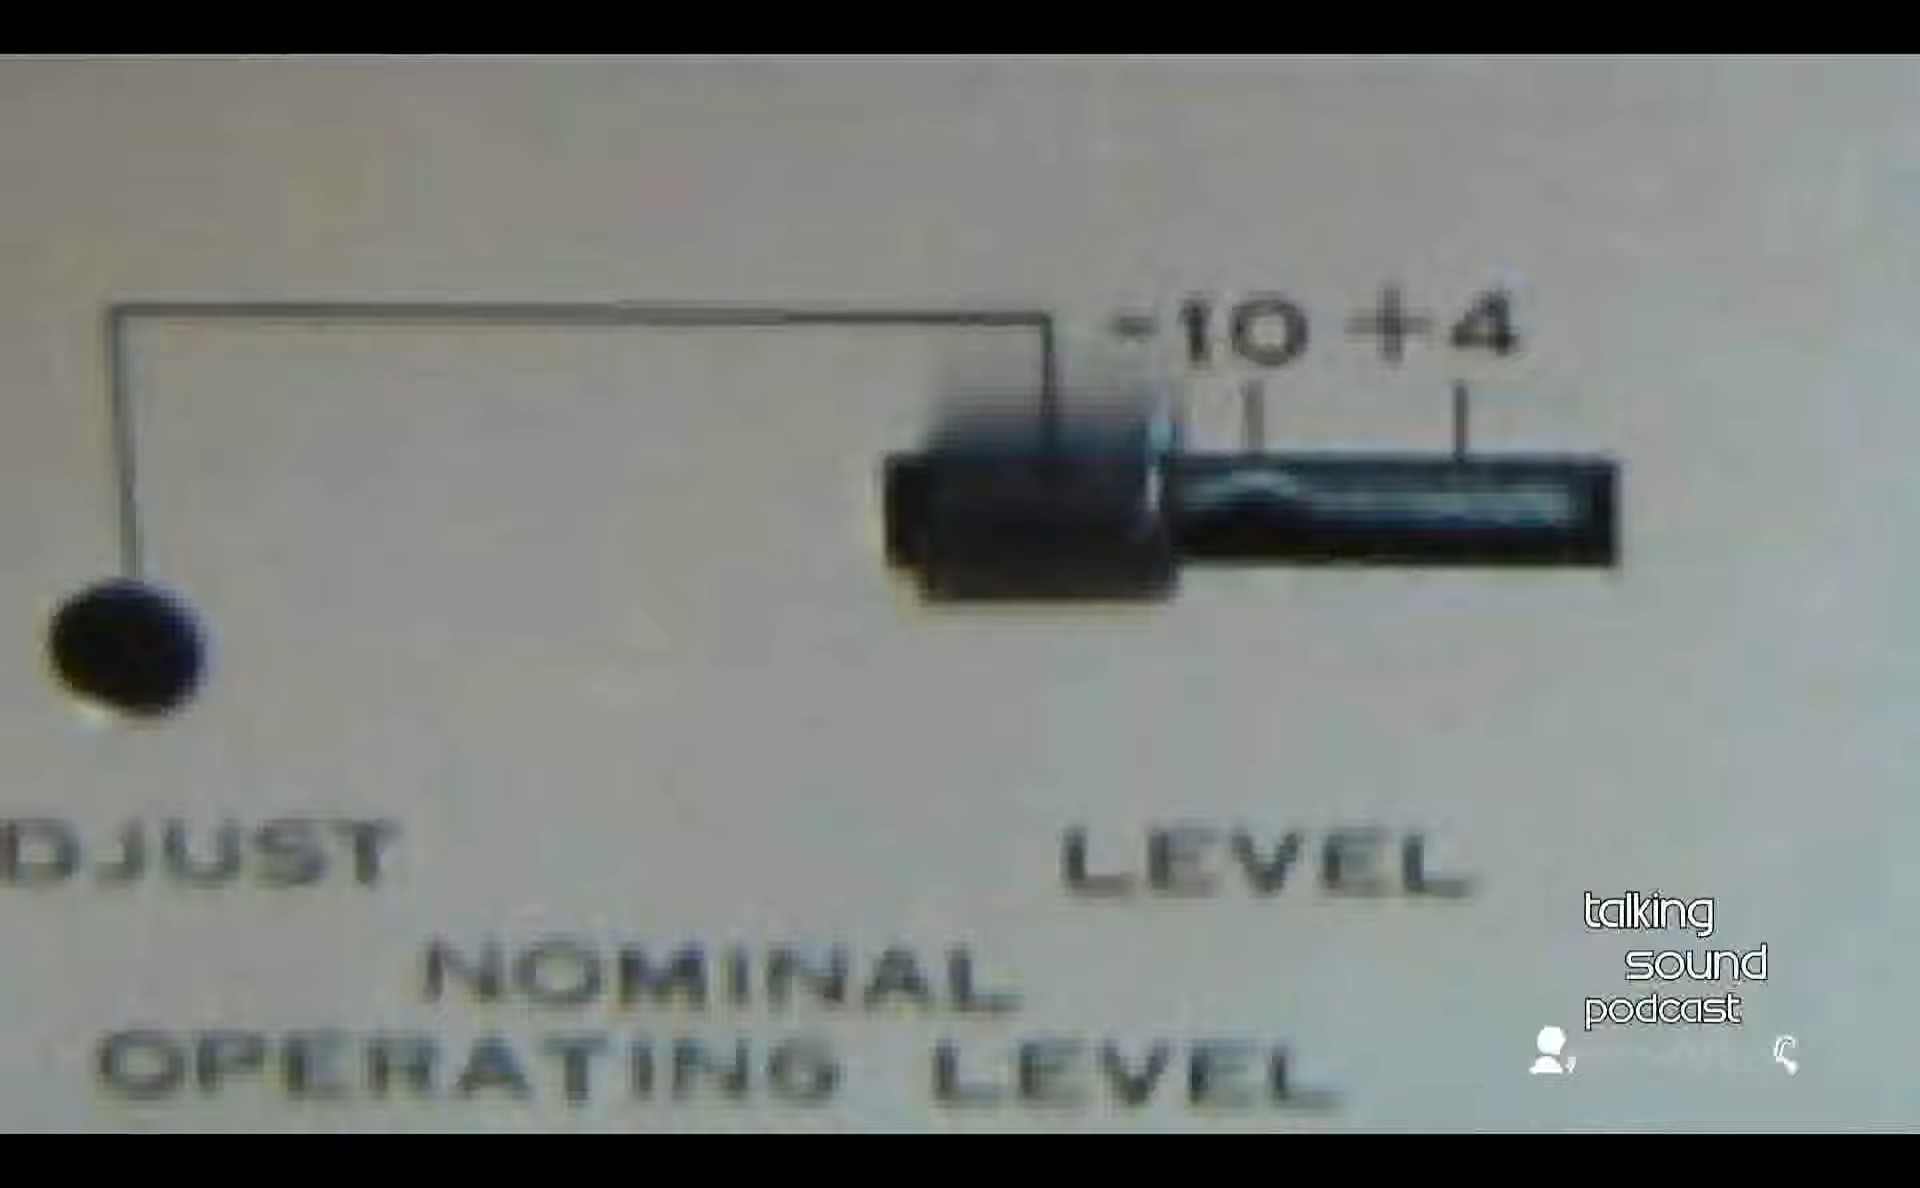 -10 +4
DJUST LEVEL
NOMINAL
OPERATING LEVEL
talking
sound
podcast